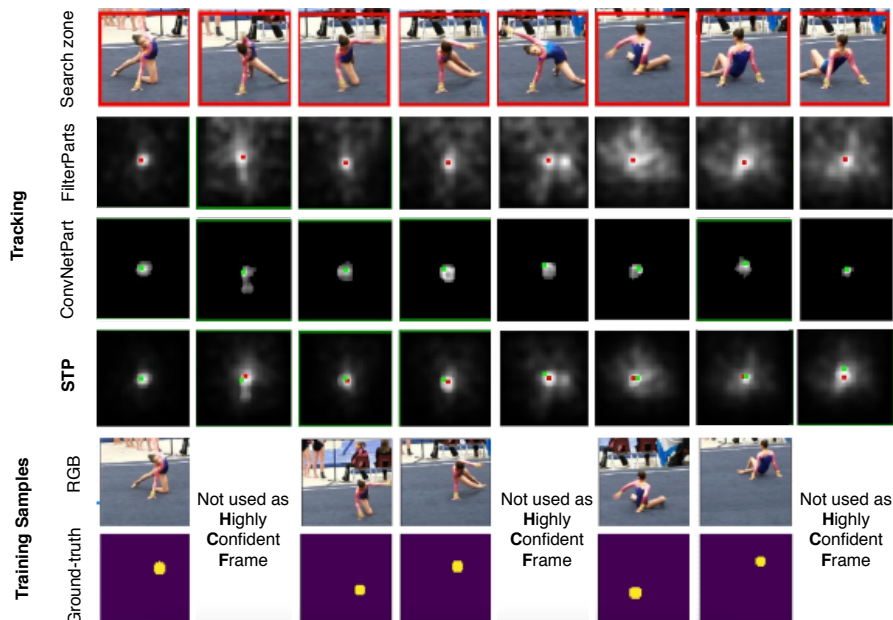 Tracking
Search zone
FilterParts
ConvNetPart
STP
Training Samples
RGB
Ground-truth
Not used as
Highly
Confident
Frame
Not used as
Highly
Confident
Frame
Not used as
Highly
Confident
Frame